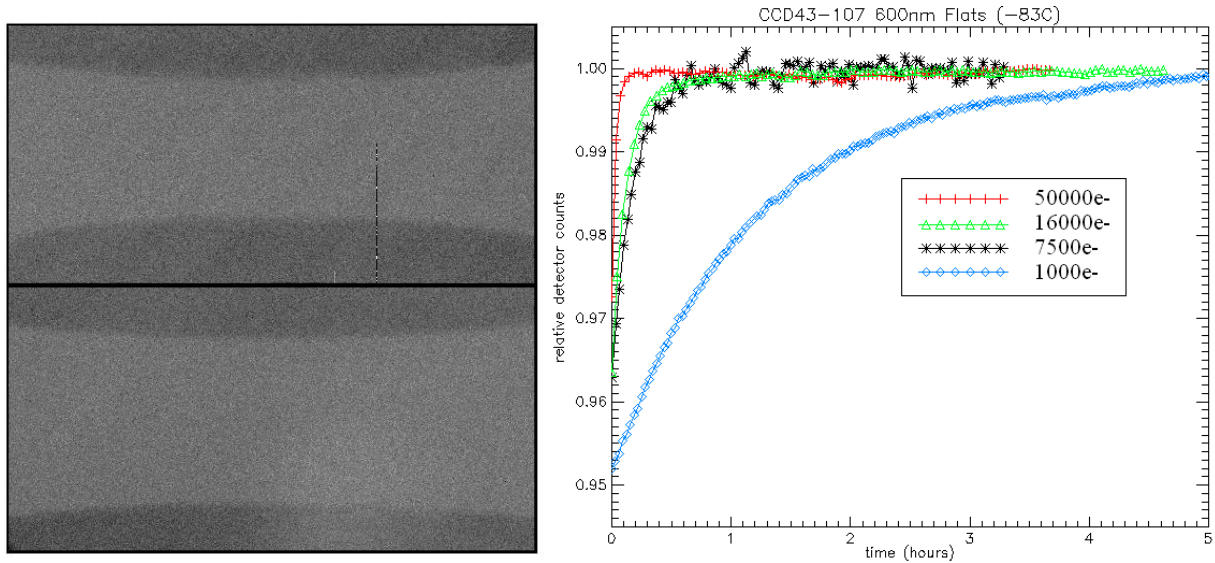 CCD43-107 600nm Flats (-83C)
1.00
0.99
0.98
0.97
0.96
0.95
relative detector counts
50000e-
16000e-
7500e-
1000e-
0
1
2
3
4
5
time (hours)